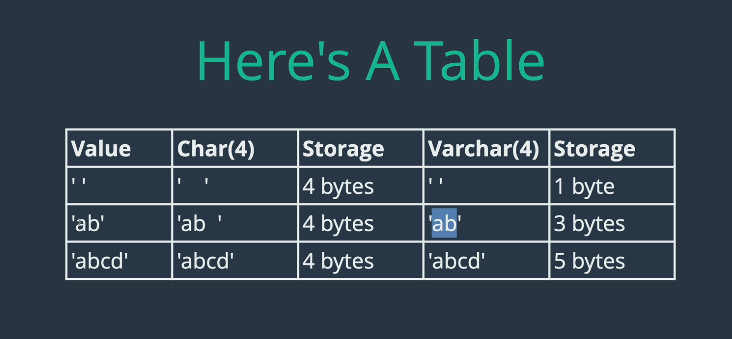 Here's A Table
Value Char(4) Storage Varchar(4) Storage
' ' '    ' 4 bytes ' ' 1 byte
'ab' 'ab  ' 4 bytes 'ab' 3 bytes
'abcd' 'abcd' 4 bytes 'abcd' 5 bytes